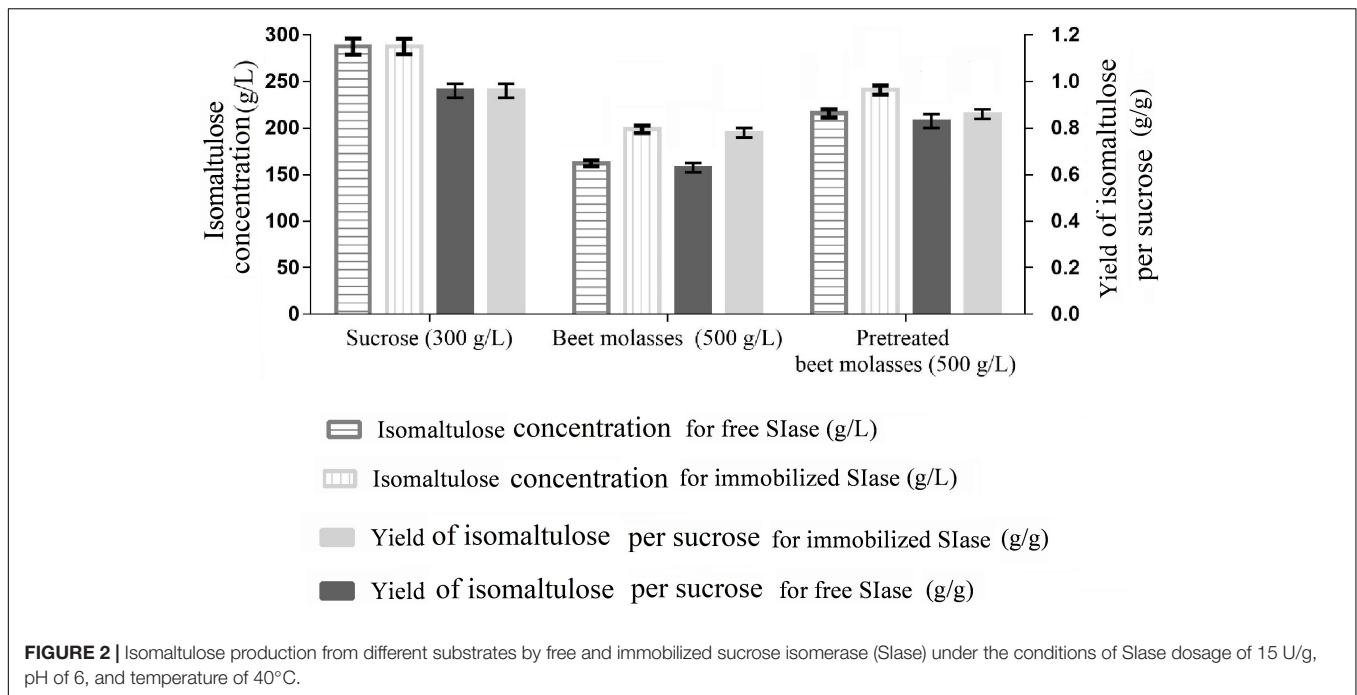 300
250
200
150
100
50
0
Isomaltulose
concentration(g/L)
1.2
1.0
0.8
0.6
0.4
0.2
0.0
Yield of isomaltulose
per sucrose (g/g)
Sucrose (300 g/L)
Beet molasses (500 g/L)
Pretreated
beet molasses (500 g/L)
Isomaltulose concentration for free SIase (g/L)
Isomaltulose concentration for immobilized SIase (g/L)
Yield of isomaltulose per sucrose for immobilized SIase (g/g)
Yield of isomaltulose per sucrose for free SIase (g/g)
FIGURE 2 | Isomaltulose production from different substrates by free and immobilized sucrose isomerase (SIase) under the conditions of SIase dosage of 15 U/g,
pH of 6, and temperature of 40°C.